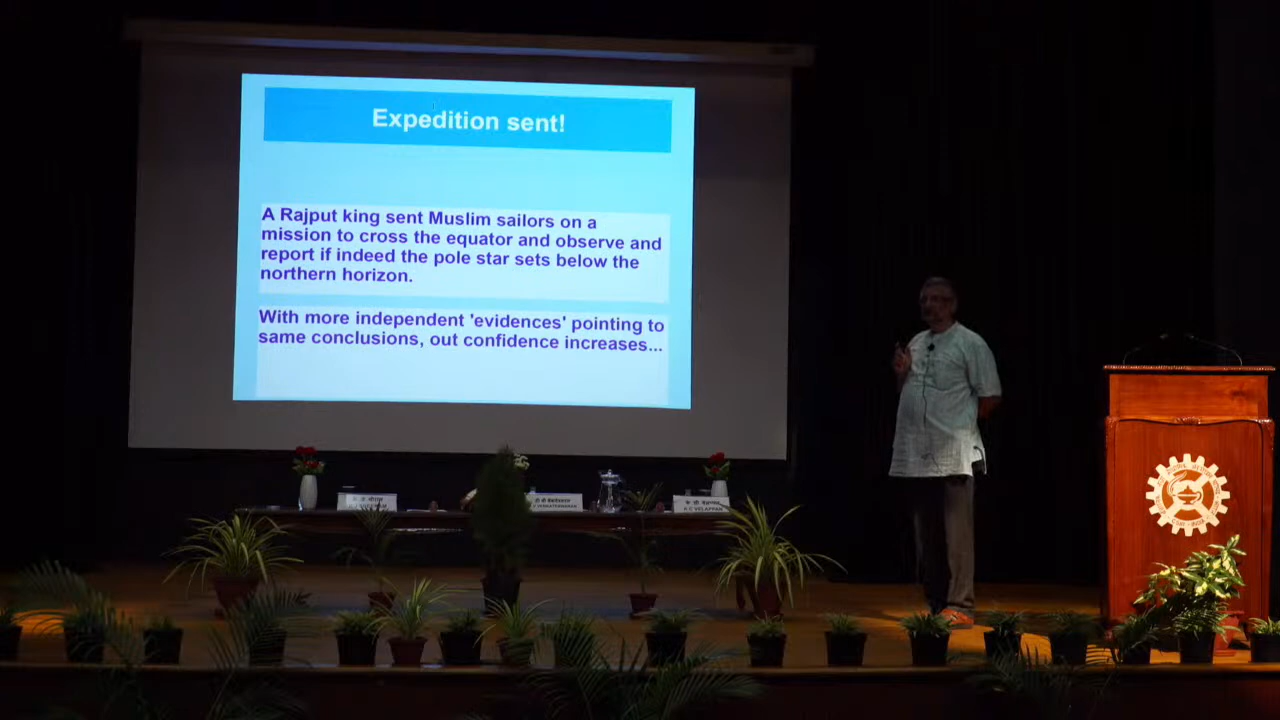 Expedition sent!
A Rajput king sent Muslim sailors on a
mission to cross the equator and observe and
report if indeed the pole star sets below the
northern horizon.
With more independent 'evidences' pointing to
same conclusions, out confidence increases...
CSIR-INDIA